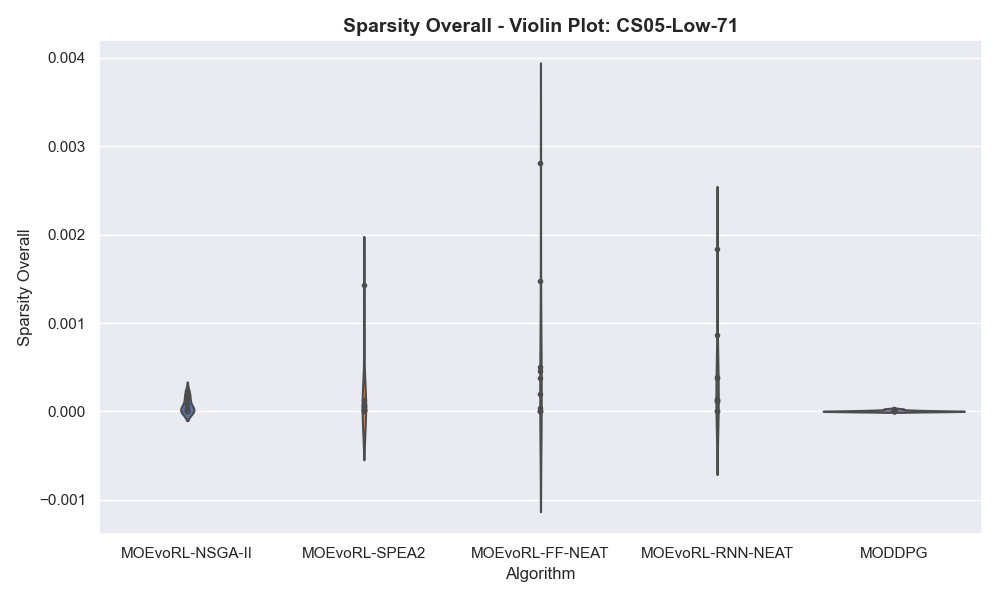 Sparsity Overall - Violin Plot: CS05-Low-71
0.004
0.003
0.002
0.001
0.000
−0.001
Sparsity Overall
MOEvoRL-NSGA-II MOEvoRL-SPEA2 MOEvoRL-FF-NEAT MOEvoRL-RNN-NEAT MODDPG
Algorithm